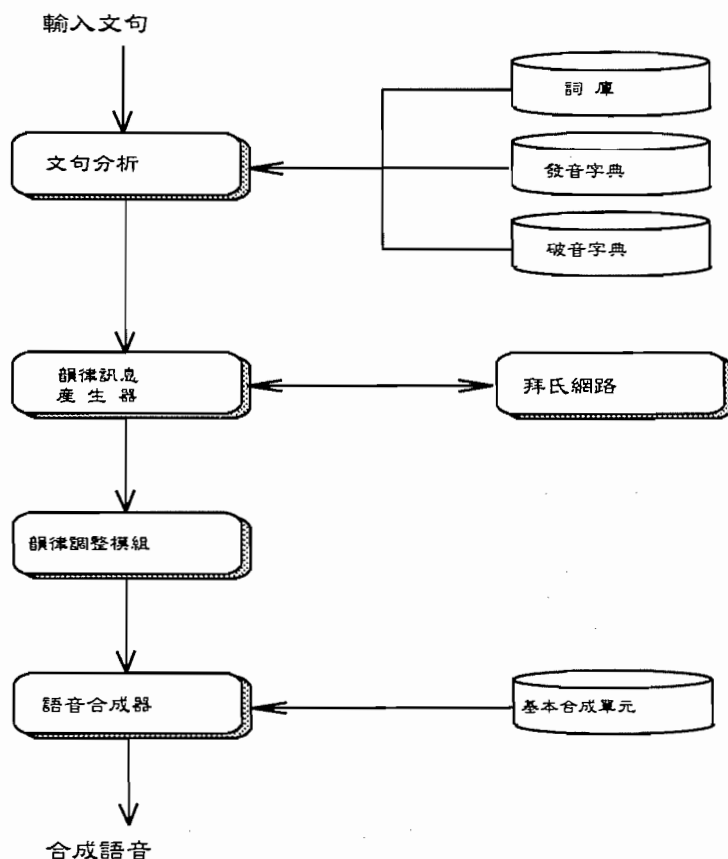 輸入文句
詞庫
文句分析
發音字典
破音字典
韻律訊息
產生器
拜氏網路
韻律調整模組
語音合成器
基本合成單元
合成語音